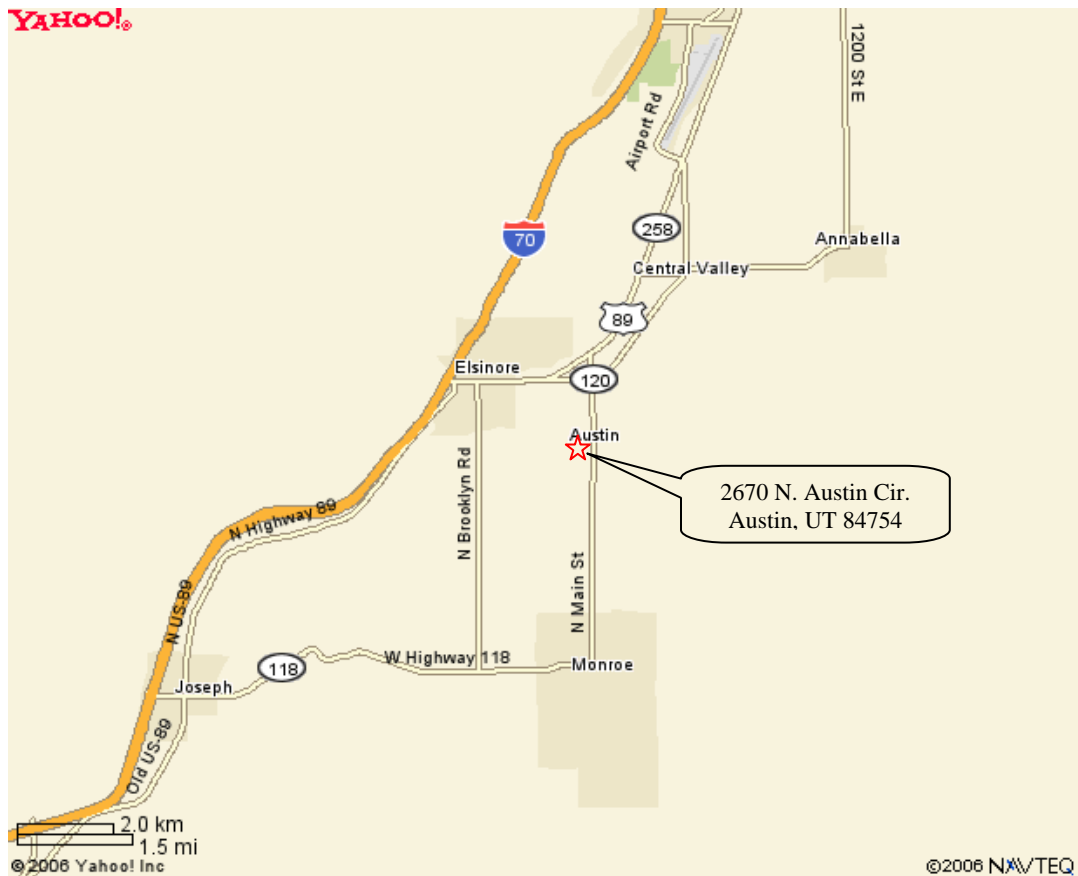 YAHOO!®
1200 St E
Airport Rd
258
70
Annabella
Central Valley
89
Elsinore
120
Austin
2670 N. Austin Cir.
Austin, UT 84754
N Highway 89
N Brooklyn Rd
N Main St
N US-89
W Highway 118
Monroe
118
Joseph
Old US-89
2.0 km
1.5 mi
©2006 Yahoo! Inc
©2006 NAVTEQ